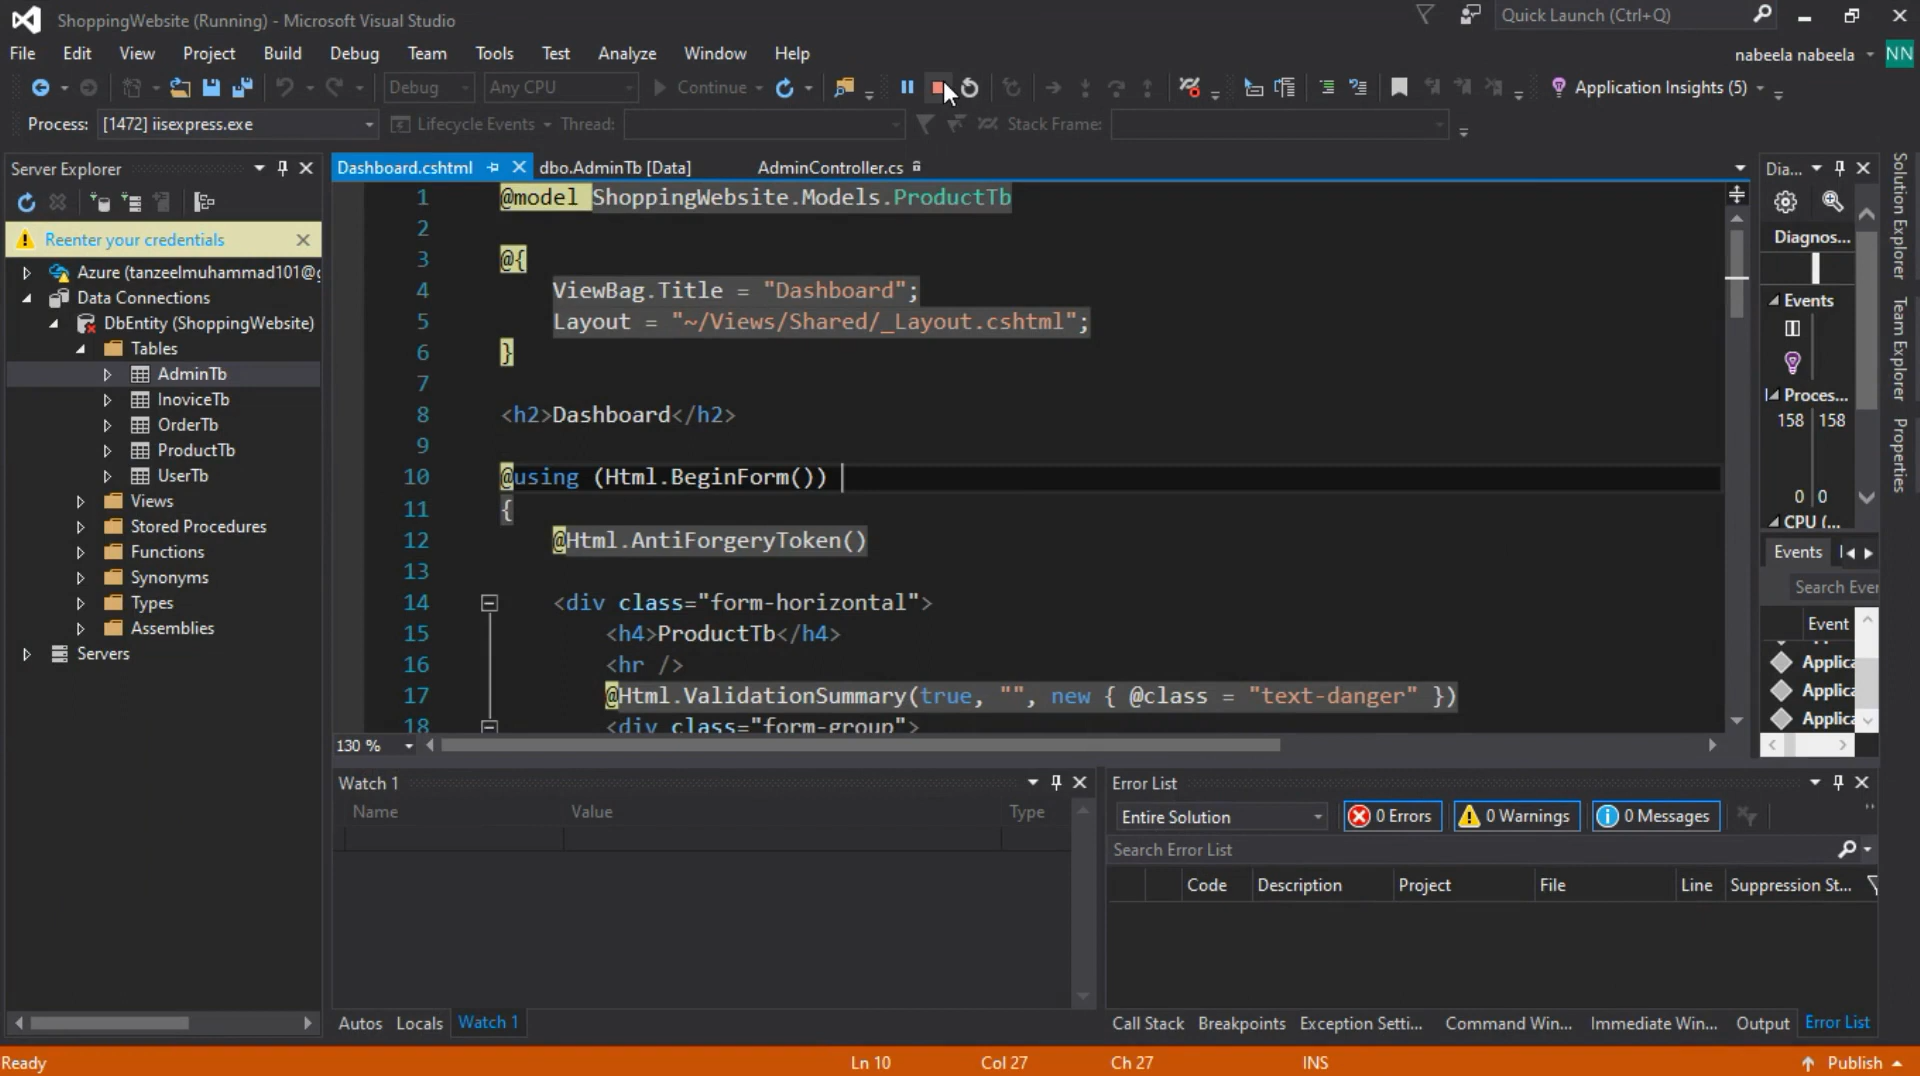 ShoppingWebsite (Running) - Microsoft Visual Studio
Quick Launch (Ctrl+Q)
File Edit View Project Build Debug Team Tools Test Analyze Window Help
nabeela nabeela NN
Debug Any CPU Continue Application Insights (5)
Process: [1472] iisexpress.exe Lifecycle Events Thread: Stack Frame:
Server Explorer
Reenter your credentials
Azure (tanzeelmuhammad101@g
Data Connections
DbEntity (ShoppingWebsite)
Tables
AdminTb
InoviceTb
OrderTb
ProductTb
UserTb
Views
Stored Procedures
Functions
Synonyms
Types
Assemblies
Servers
Dashboard.cshtml dbo.AdminTb [Data] AdminController.cs
1 @model ShoppingWebsite.Models.ProductTb
2
3 @{
4 ViewBag.Title = "Dashboard";
5 Layout = "~/Views/Shared/_Layout.cshtml";
6 }
7
8 <h2>Dashboard</h2>
9
10 @using (Html.BeginForm())
11 {
12 @Html.AntiForgeryToken()
13
14 <div class="form-horizontal">
15 <h4>ProductTb</h4>
16 <hr />
17 @Html.ValidationSummary(true, "", new { @class = "text-danger" })
18 <div class="form-group">
130 %
Dia...
Diagnos...
Events
Proces...
158 158
0 0
CPU (...
Events
Search Ever
Event
Applica
Applica
Applica
Solution Explorer
Team Explorer
Properties
Watch 1
Name Value Type
Autos Locals Watch 1
Error List
Entire Solution 0 Errors 0 Warnings 0 Messages
Search Error List
Code Description Project File Line Suppression St...
Call Stack Breakpoints Exception Setti... Command Win... Immediate Win... Output Error List
Ready Ln 10 Col 27 Ch 27 INS Publish